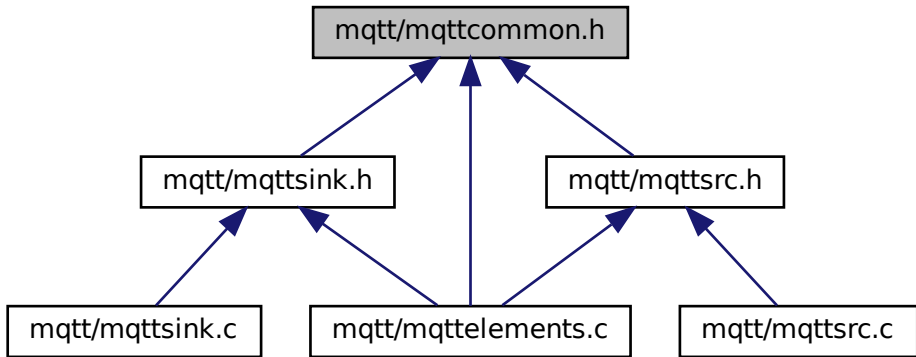 mqtt/mqttcommon.h
mqtt/mqttsink.h
mqtt/mqttsrc.h
mqtt/mqttsink.c
mqtt/mqttelements.c
mqtt/mqttsrc.c